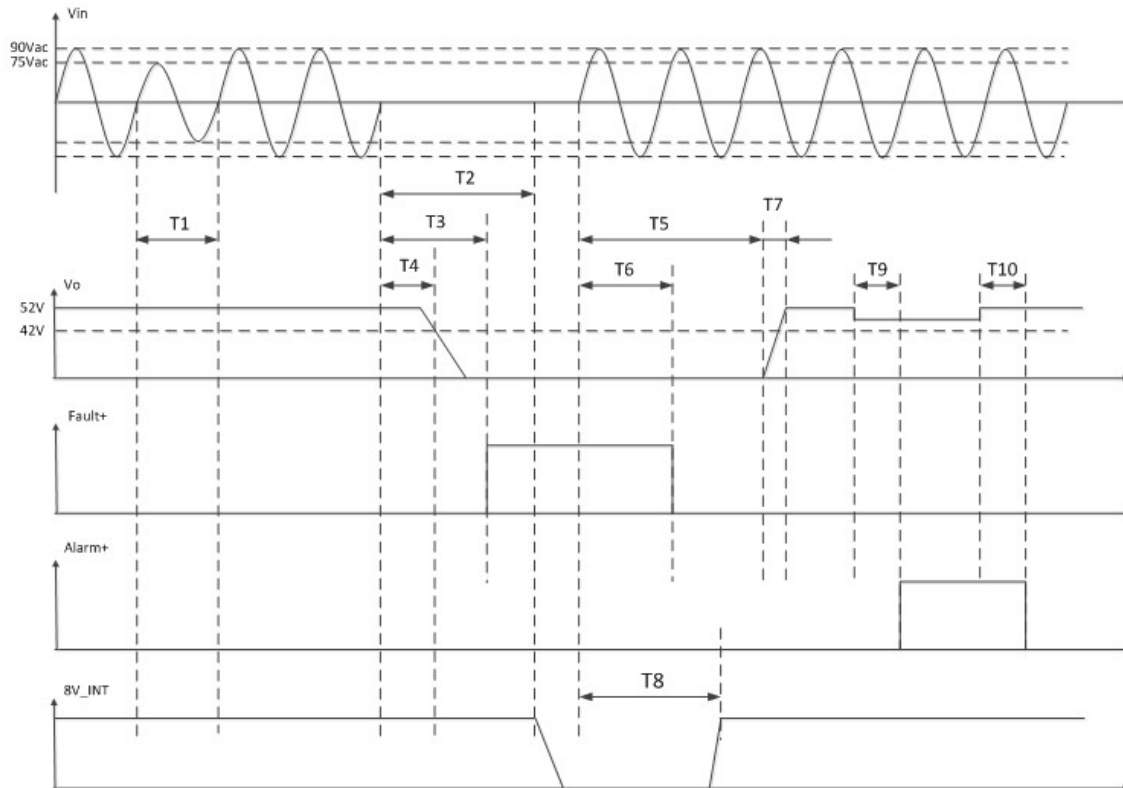 Vin
90Vac
75Vac
T2
T7
T3
T5
T1
T4
T6
T9
T10
Vo
52V
42V
Fault+
Alarm+
T8
8V_INT